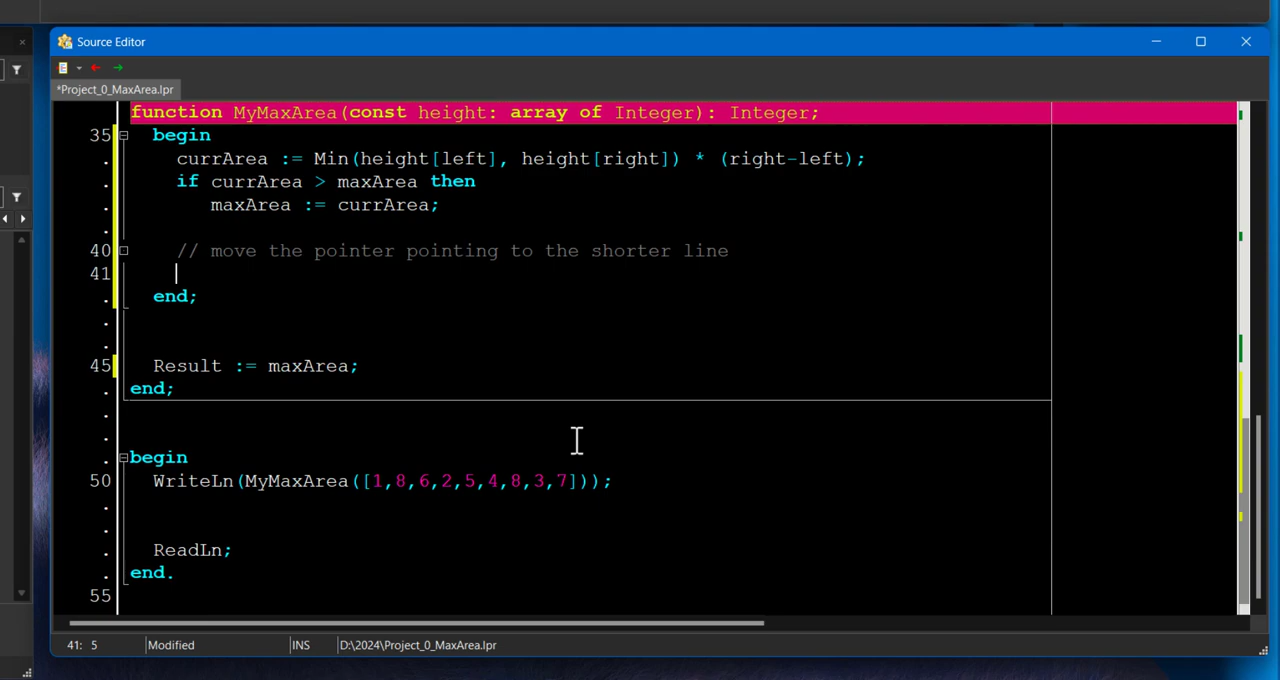 Source Editor
*Project_0_MaxArea.lpr
function MyMaxArea(const height: array of Integer): Integer;
35 begin
currArea := Min(height[left], height[right]) * (right-left);
if currArea > maxArea then
maxArea := currArea;
40 // move the pointer pointing to the shorter line
41
end;
45 Result := maxArea;
end;
begin
50 WriteLn(MyMaxArea([1,8,6,2,5,4,8,3,7]));
ReadLn;
end.
55
41: 5 Modified INS D:\2024\Project_0_MaxArea.lpr